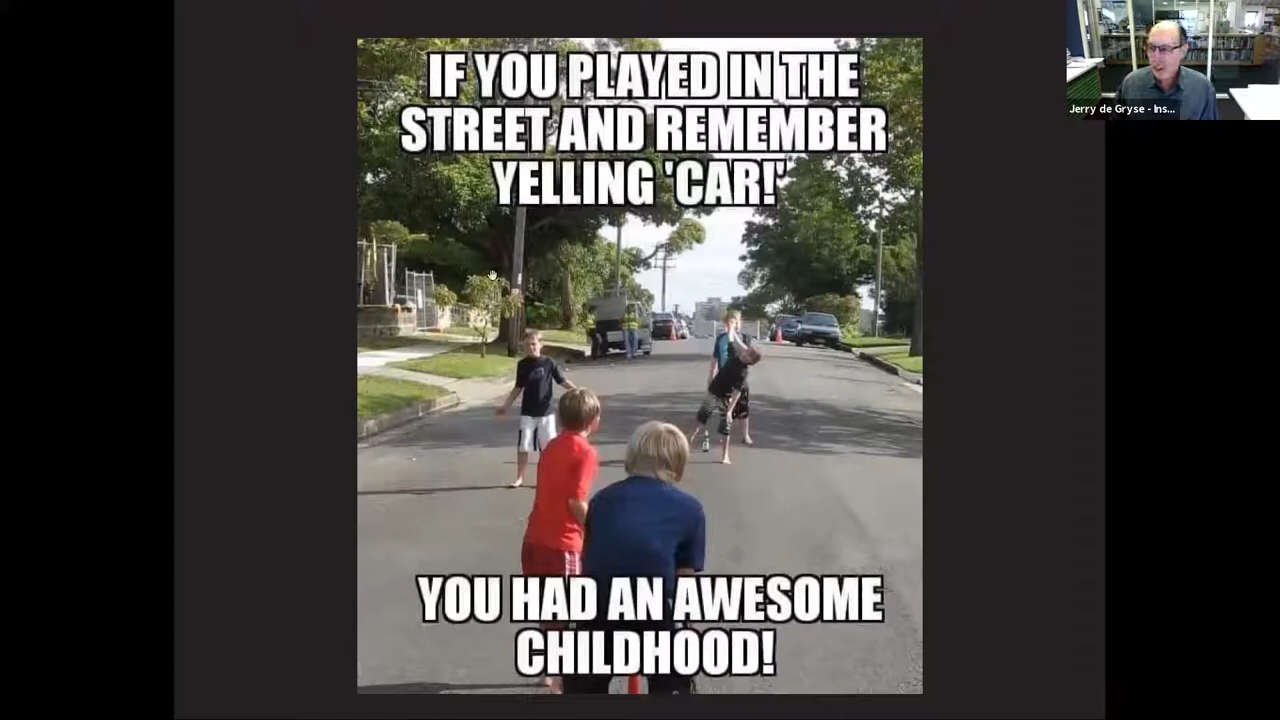 IF YOU PLAYED IN THE
STREET AND REMEMBER
YELLING 'CAR!'
YOU HAD AN AWESOME
CHILDHOOD!
Jerry de Gryse - Ins...